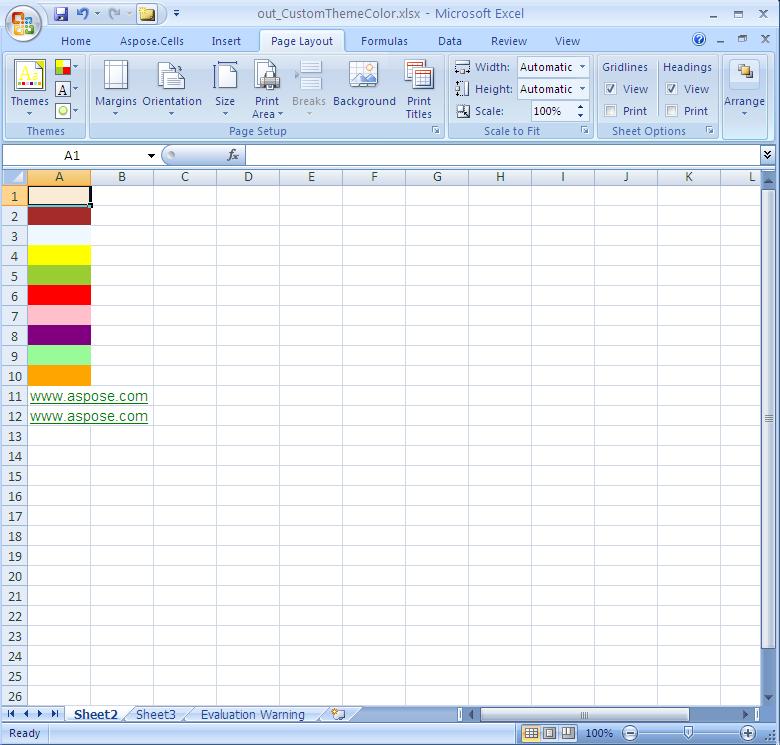 out_CustomThemeColor.xlsx - Microsoft Excel
Home Aspose.Cells Insert Page Layout Formulas Data Review View
Themes Margins Orientation Size Print Area Breaks Background Print Titles Width: Automatic Height: Automatic Scale: 100% Gridlines View Print Headings View Print Arrange
Themes Page Setup Scale to Fit Sheet Options
A1 fx
A B C D E F G H I J K L
1
2
3
4
5
6
7
8
9
10
11 www.aspose.com
12 www.aspose.com
13
14
15
16
17
18
19
20
21
22
23
24
25
26
Sheet2 Sheet3 Evaluation Warning
Ready 100%